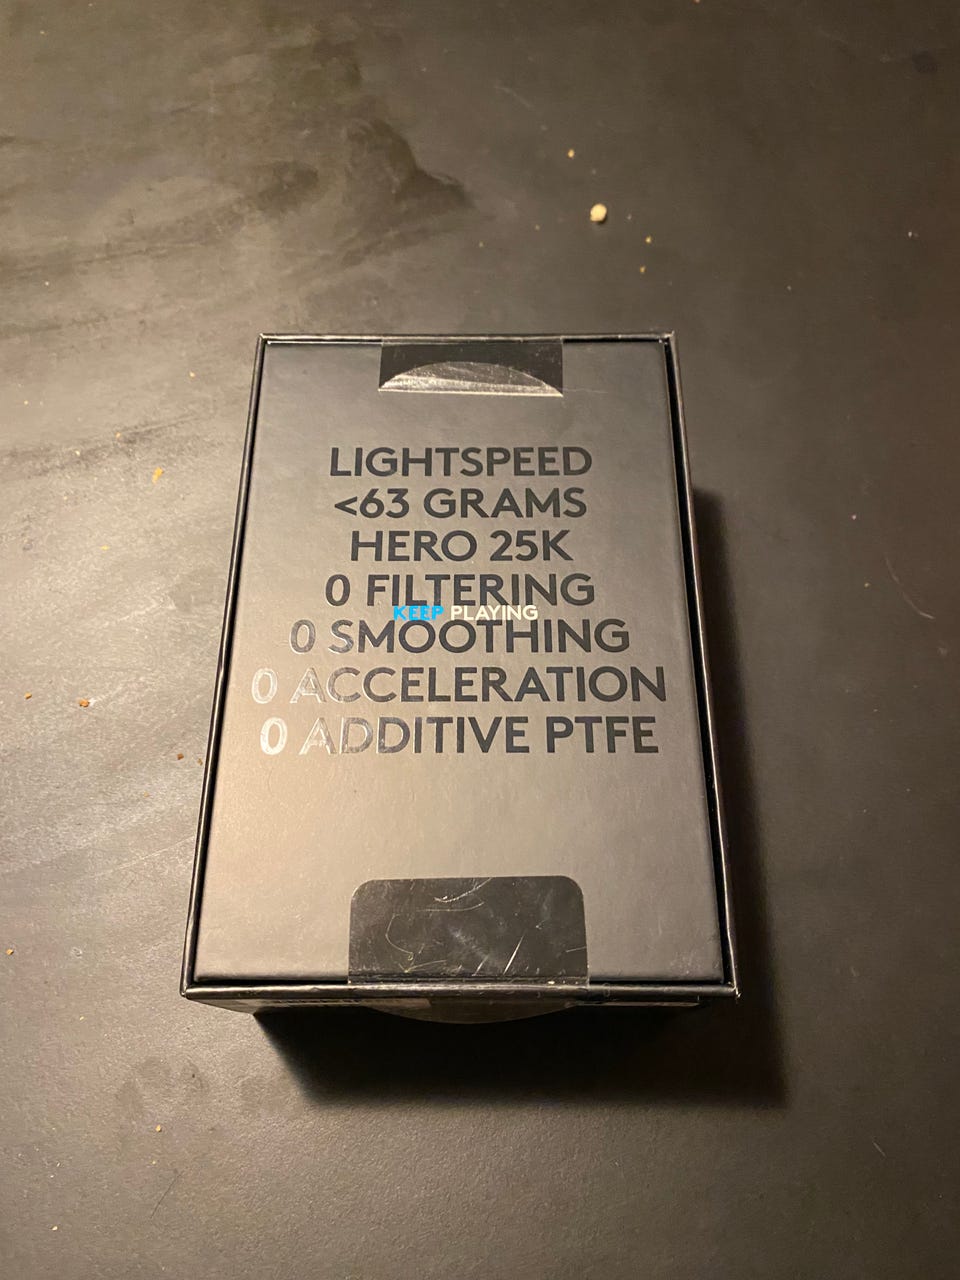 LIGHTSPEED
<63 GRAMS
HERO 25K
0 FILTERING
KEEP PLAYING
0 SMOOTHING
0 ACCELERATION
0 ADDITIVE PTFE